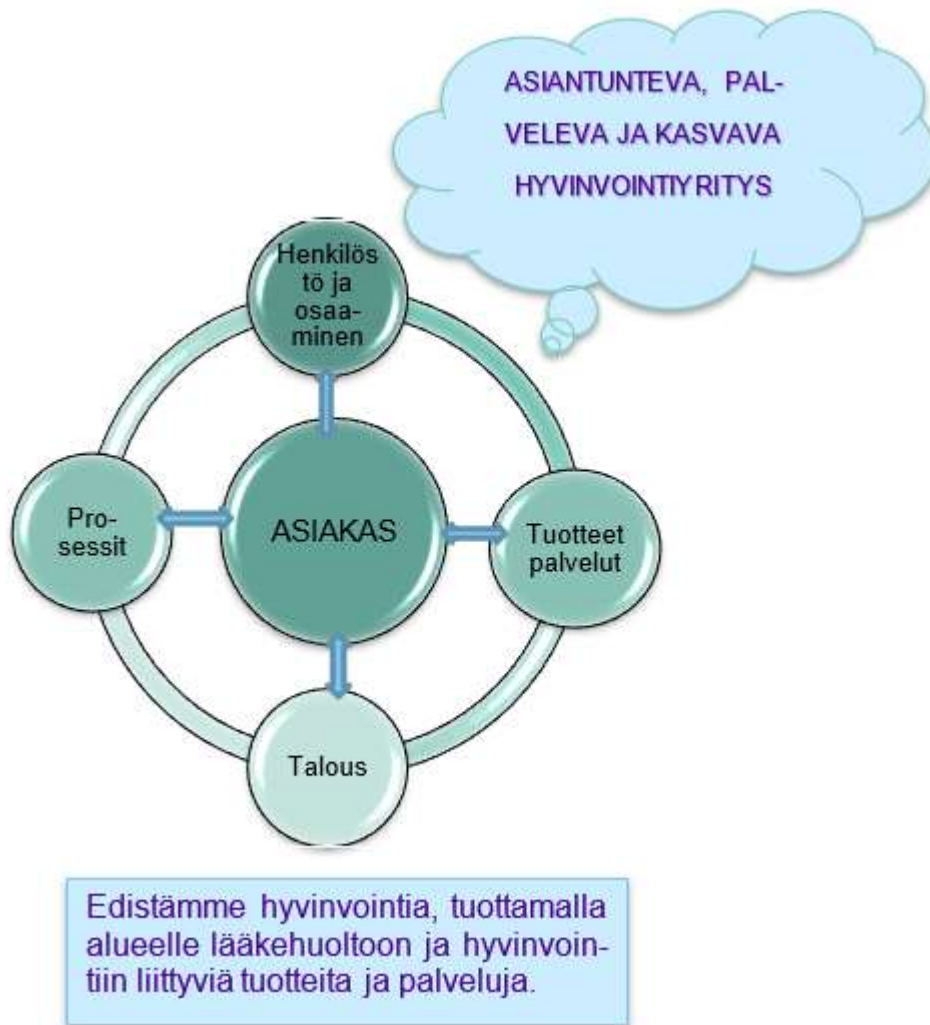 ASIANTUNTEVA, PAL-
VELEVA JA KASVAVA
HYVINVOINTIYRITYS
Henkilös
tö ja
osaa-
minen
Pro-
sessit
ASIAKAS
Tuotteet
palvelut
Talous
Edistämme hyvinvointia, tuottamalla
alueelle lääkehuoltoon ja hyvinvoin-
tiin liittyviä tuotteita ja palveluja.